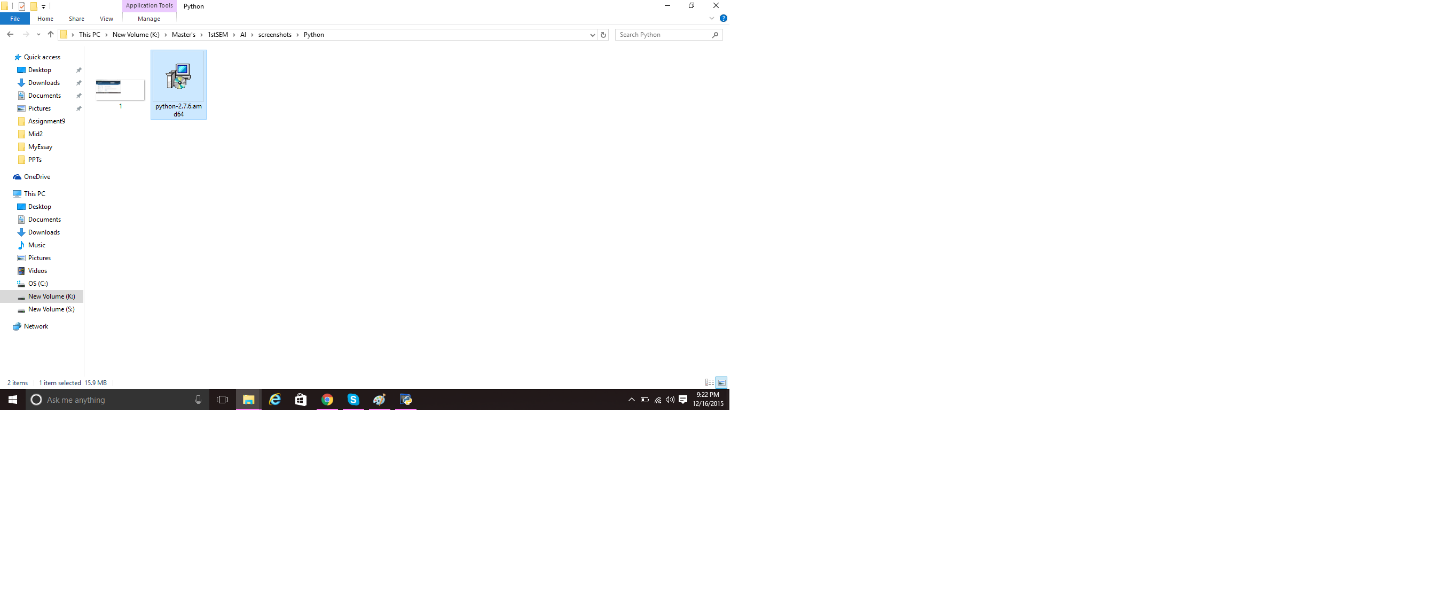 Application Tools Python
File Home Share View Manage
This PC New Volume (K:) Master's 1stSEM AI screenshots Python Search Python
Quick access
Desktop
Downloads
Documents
Pictures
Assignment9
Mid2
MyEssay
PPTs
OneDrive
This PC
Desktop
Documents
Downloads
Music
Pictures
Videos
OS (C:)
New Volume (K:)
New Volume (S:)
Network
1
python-2.7.6.am
d64
2 items 1 item selected 15.9 MB
Ask me anything
9:22 PM
12/16/2015